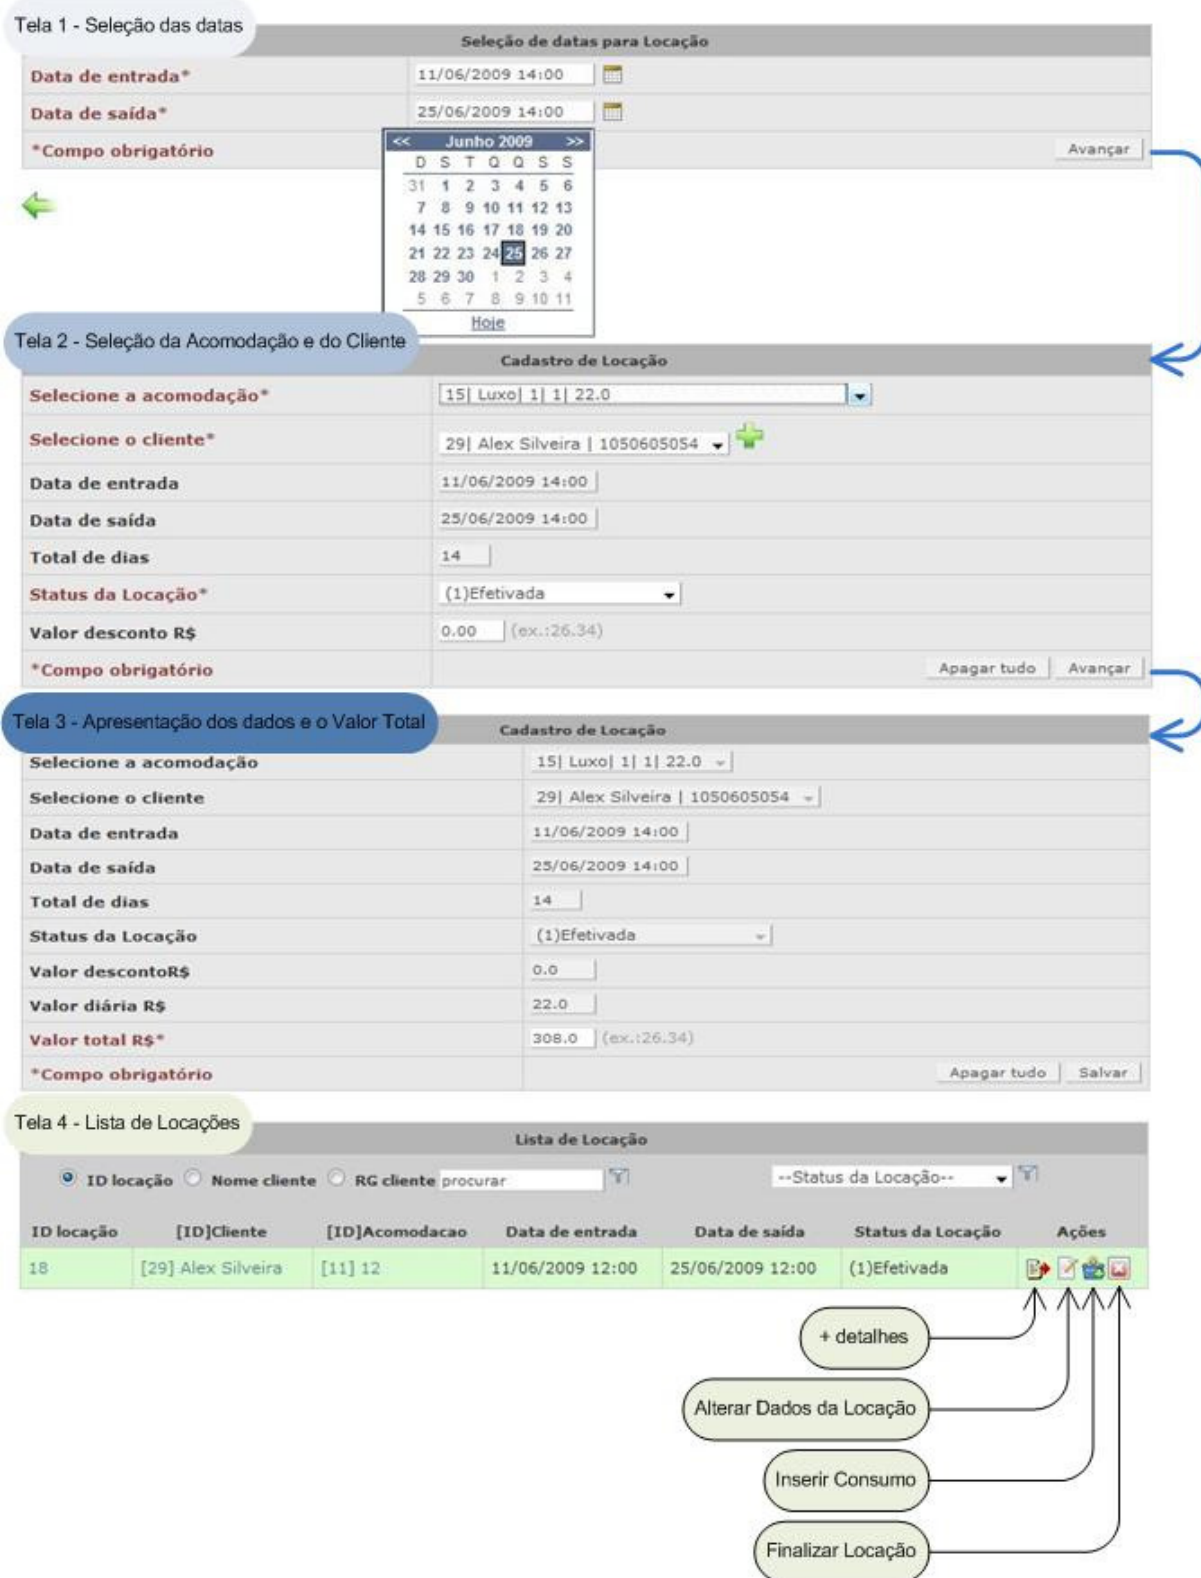 Tela 1 - Seleção das datas
Seleção de datas para Locação
Data de entrada* 11/06/2009 14:00
Data de saída* 25/06/2009 14:00
*Compo obrigatório Avançar
<< Junho 2009 >>
D S T Q Q S S
31 1 2 3 4 5 6
7 8 9 10 11 12 13
14 15 16 17 18 19 20
21 22 23 24 25 26 27
28 29 30 1 2 3 4
5 6 7 8 9 10 11
Hoje
Tela 2 - Seleção da Acomodação e do Cliente
Cadastro de Locação
Selecione a acomodação* 15| Luxo| 1| 1| 22.0
Selecione o cliente* 29| Alex Silveira | 1050605054
Data de entrada 11/06/2009 14:00
Data de saída 25/06/2009 14:00
Total de dias 14
Status da Locação* (1)Efetivada
Valor desconto R$ 0.00 (ex.:26.34)
*Compo obrigatório Apagar tudo Avançar
Tela 3 - Apresentação dos dados e o Valor Total
Cadastro de Locação
Selecione a acomodação 15| Luxo| 1| 1| 22.0
Selecione o cliente 29| Alex Silveira | 1050605054
Data de entrada 11/06/2009 14:00
Data de saída 25/06/2009 14:00
Total de dias 14
Status da Locação (1)Efetivada
Valor descontoR$ 0.0
Valor diária R$ 22.0
Valor total R$* 308.0 (ex.:26.34)
*Compo obrigatório Apagar tudo Salvar
Tela 4 - Lista de Locações
Lista de Locação
ID locação Nome cliente RG cliente procurar --Status da Locação--
ID locação [ID]Cliente [ID]Acomodacao Data de entrada Data de saída Status da Locação Ações
18 [29] Alex Silveira [11] 12 11/06/2009 12:00 25/06/2009 12:00 (1)Efetivada
+ detalhes
Alterar Dados da Locação
Inserir Consumo
Finalizar Locação